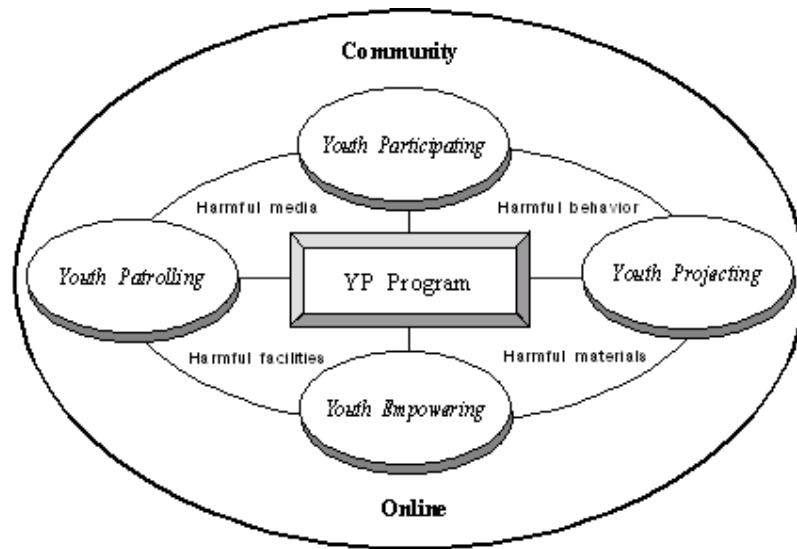 Community
Youth Participating
Harmful media
Harmful behavior
Youth Patrolling
YP Program
Youth Projecting
Harmful facilities
Harmful materials
Youth Empowering
Online